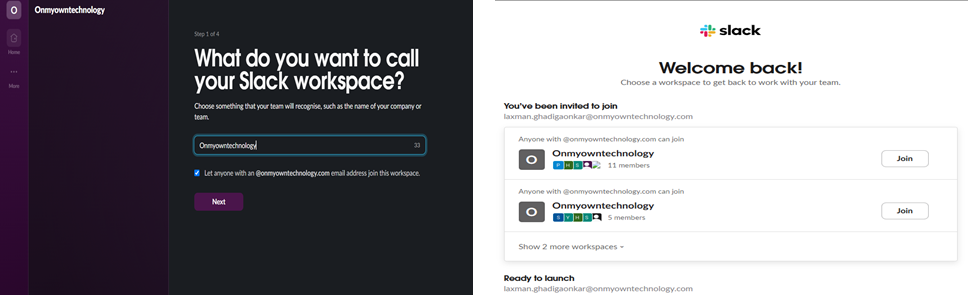 O
Onmyowntechnology
Home
More
Step 1 of 4
What do you want to call
your Slack workspace?
Choose something that your team will recognise, such as the name of your company or
team.
Onmyowntechnology
33
Let anyone with an @onmyowntechnology.com email address join this workspace.
Next
slack
Welcome back!
Choose a workspace to get back to work with your team.
You've been invited to join
laxman.ghadigaonkar@onmyowntechnology.com
Anyone with @onmyowntechnology.com can join
O
Onmyowntechnology
P H S
11 members
Join
Anyone with @onmyowntechnology.com can join
O
Onmyowntechnology
S Y H S
5 members
Join
Show 2 more workspaces
Ready to launch
laxman.ghadigaonkar@onmyowntechnology.com